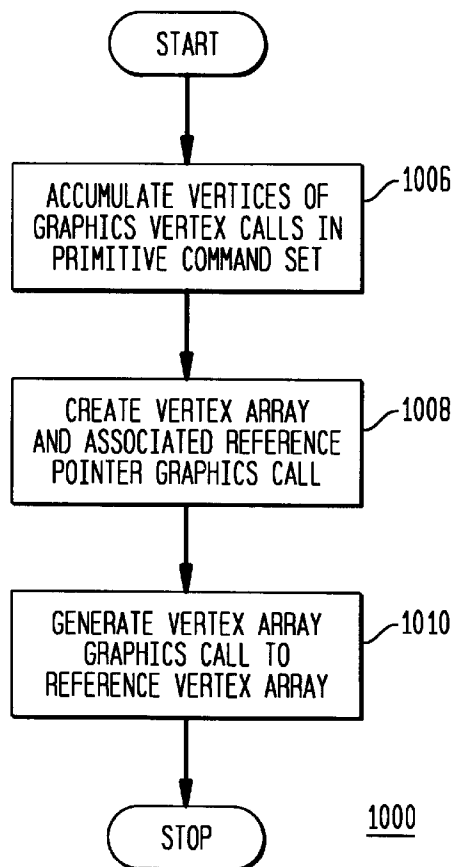 START
ACCUMULATE VERTICES OF
GRAPHICS VERTEX CALLS IN
PRIMITIVE COMMAND SET
1006
CREATE VERTEX ARRAY
AND ASSOCIATED REFERENCE
POINTER GRAPHICS CALL
1008
GENERATE VERTEX ARRAY
GRAPHICS CALL TO
REFERENCE VERTEX ARRAY
1010
STOP
1000